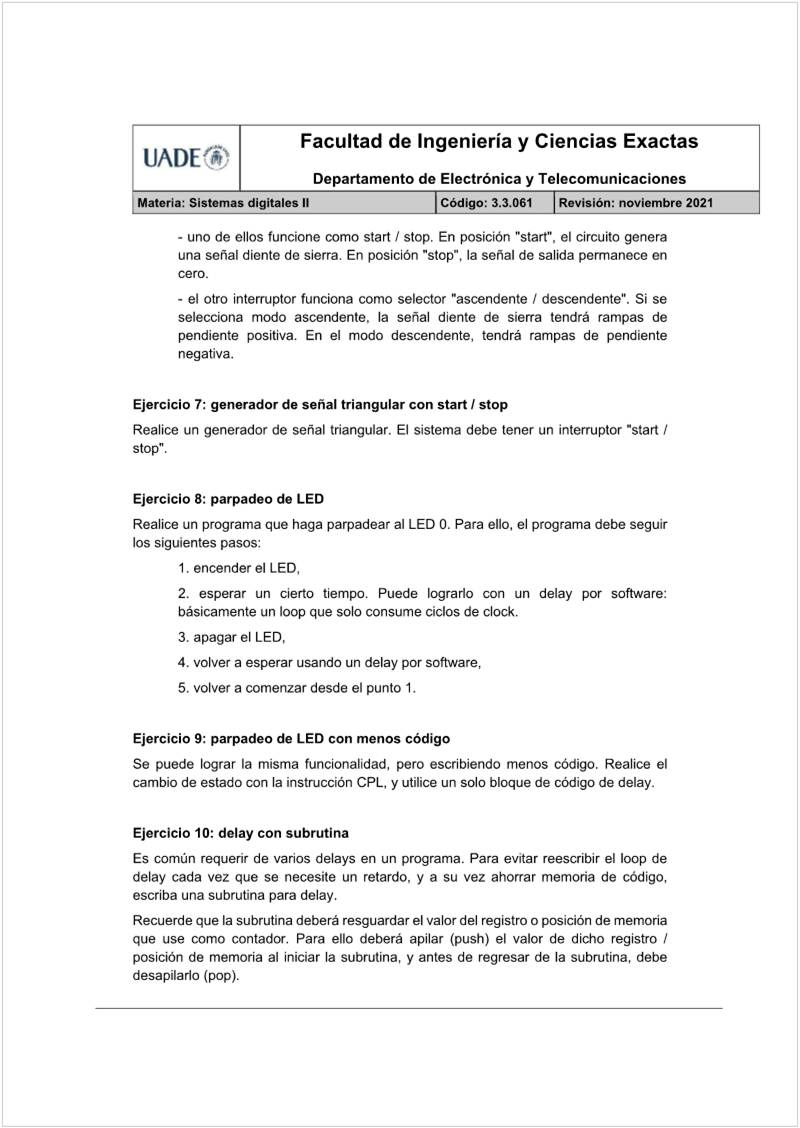 UADE
Facultad de Ingeniería y Ciencias Exactas
Departamento de Electrónica y Telecomunicaciones
Materia: Sistemas digitales II
Código: 3.3.061
Revisión: noviembre 2021
- uno de ellos funcione como start / stop. En posición "start", el circuito genera
una señal diente de sierra. En posición "stop", la señal de salida permanece en
cero.
- el otro interruptor funciona como selector "ascendente / descendente". Si se
selecciona modo ascendente, la señal diente de sierra tendrá rampas de
pendiente positiva. En el modo descendente, tendrá rampas de pendiente
negativa.
Ejercicio 7: generador de señal triangular con start / stop
Realice un generador de señal triangular. El sistema debe tener un interruptor "start /
stop".
Ejercicio 8: parpadeo de LED
Realice un programa que haga parpadear al LED 0. Para ello, el programa debe seguir
los siguientes pasos:
1. encender el LED,
2. esperar un cierto tiempo. Puede lograrlo con un delay por software:
básicamente un loop que solo consume ciclos de clock.
3. apagar el LED,
4. volver a esperar usando un delay por software,
5. volver a comenzar desde el punto 1.
Ejercicio 9: parpadeo de LED con menos código
Se puede lograr la misma funcionalidad, pero escribiendo menos código. Realice el
cambio de estado con la instrucción CPL, y utilice un solo bloque de código de delay.
Ejercicio 10: delay con subrutina
Es común requerir de varios delays en un programa. Para evitar reescribir el loop de
delay cada vez que se necesite un retardo, y a su vez ahorrar memoria de código,
escriba una subrutina para delay.
Recuerde que la subrutina deberá resguardar el valor del registro o posición de memoria
que use como contador. Para ello deberá apilar (push) el valor de dicho registro /
posición de memoria al iniciar la subrutina, y antes de regresar de la subrutina, debe
desapilarlo (pop).